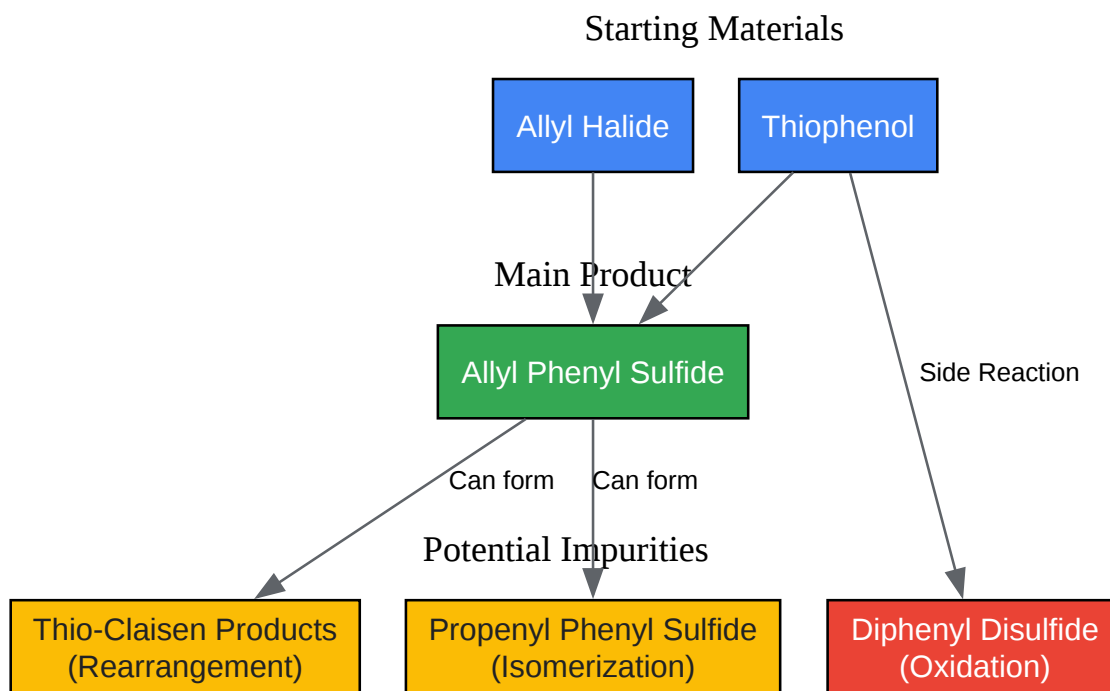 Starting Materials
Allyl Halide
Thiophenol
Main Product
Allyl Phenyl Sulfide
Side Reaction
Can form
Can form
Potential Impurities
Thio-Claisen Products
(Rearrangement)
Propenyl Phenyl Sulfide
(Isomerization)
Diphenyl Disulfide
(Oxidation)